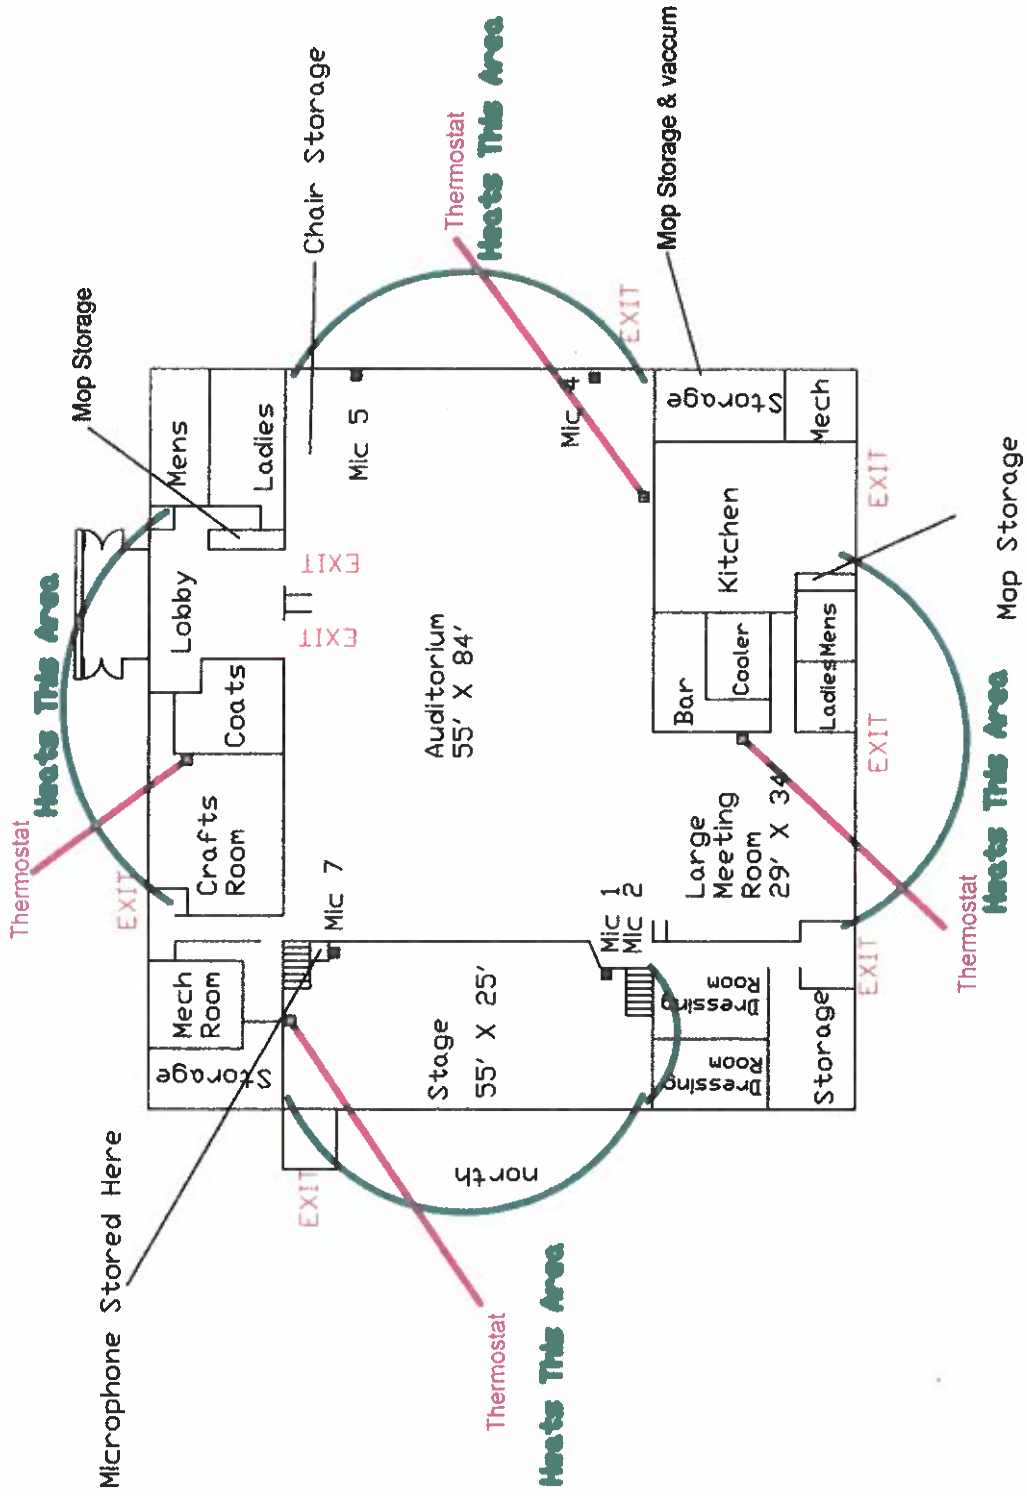 Thermostat
Heats This Area
Mop Storage
Microphone Stored Here
EXIT
Mech
Room
Crafts
Room
Lobby
Mens
Storage
Coats
Ladies
EXIT
Chair Storage
EXIT
EXIT
Mic 7
Mic 5
Auditorium
55' X 84'
Stage
55' X 25'
Thermostat
Heats This Area
north
Thermostat
Heats This Area
Mic 4
Mic 1
Mic 2
EXIT
Mop Storage & vaccum
Bar
Large
Meeting
Room
29' X 34
Dressing
Room
Dressing
Room
Kitchen
Storage
Cooler
Mech
Storage
Ladies
Mens
EXIT
EXIT
EXIT
Thermostat
Heats This Area
Mop Storage